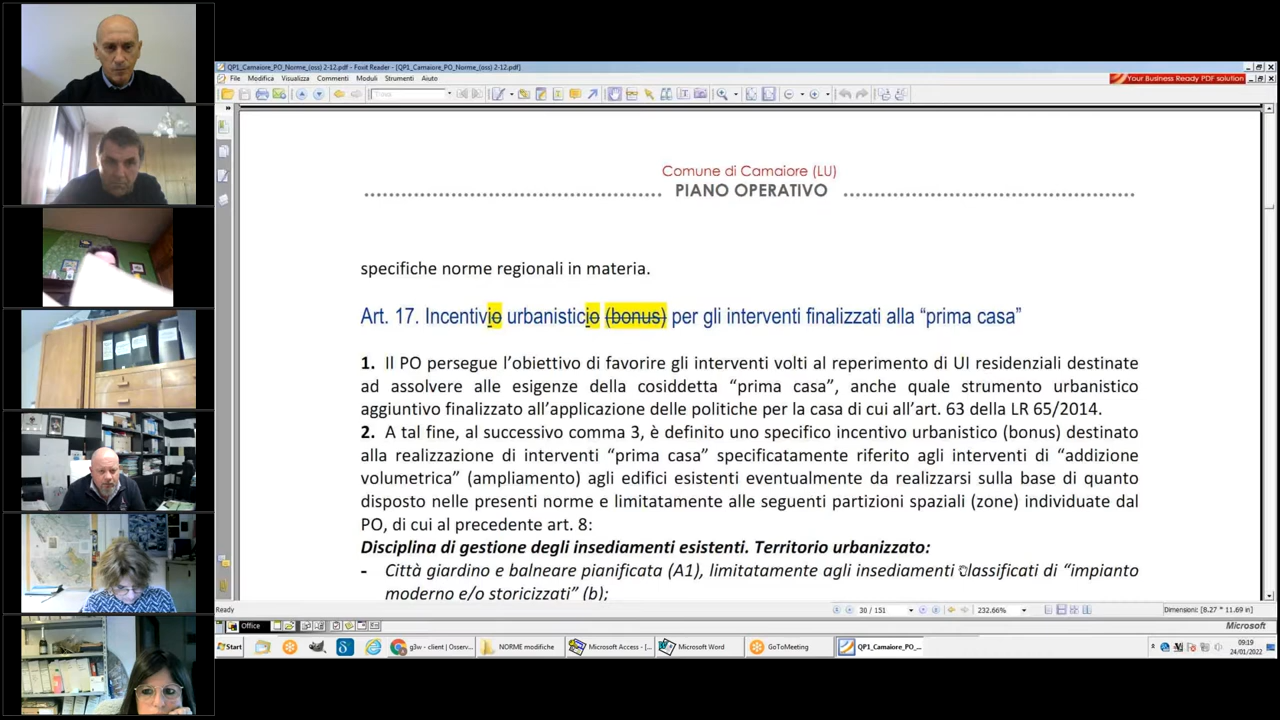 QP1_Camaiore_PO_Norme_(oss) 2-12.pdf - Foxit Reader - [QP1_Camaiore_PO_Norme_(oss) 2-12.pdf]
File Modifica Visualizza Commenti Moduli Strumenti Aiuto
Your Business Ready PDF solution
Comune di Camaiore (LU)
PIANO OPERATIVO
specifiche norme regionali in materia.
Art. 17. Incentivio urbanisticio (bonus) per gli interventi finalizzati alla “prima casa”
1. Il PO persegue l’obiettivo di favorire gli interventi volti al reperimento di UI residenziali destinate
ad assolvere alle esigenze della cosiddetta “prima casa”, anche quale strumento urbanistico
aggiuntivo finalizzato all’applicazione delle politiche per la casa di cui all’art. 63 della LR 65/2014.
2. A tal fine, al successivo comma 3, è definito uno specifico incentivo urbanistico (bonus) destinato
alla realizzazione di interventi “prima casa” specificatamente riferito agli interventi di “addizione
volumetrica” (ampliamento) agli edifici esistenti eventualmente da realizzarsi sulla base di quanto
disposto nelle presenti norme e limitatamente alle seguenti partizioni spaziali (zone) individuate dal
PO, di cui al precedente art. 8:
Disciplina di gestione degli insediamenti esistenti. Territorio urbanizzato:
- Città giardino e balneare pianificata (A1), limitatamente agli insediamenti classificati di “impianto
moderno e/o storicizzati” (b);
Ready 30 / 151 232.66% Dimensioni: [8.27 * 11.69 in]
Office Microsoft
Start g3w - client | Osserv... NORME modifiche Microsoft Access - [... Microsoft Word GoToMeeting QP1_Camaiore_PO_... 09:19
24/01/2022